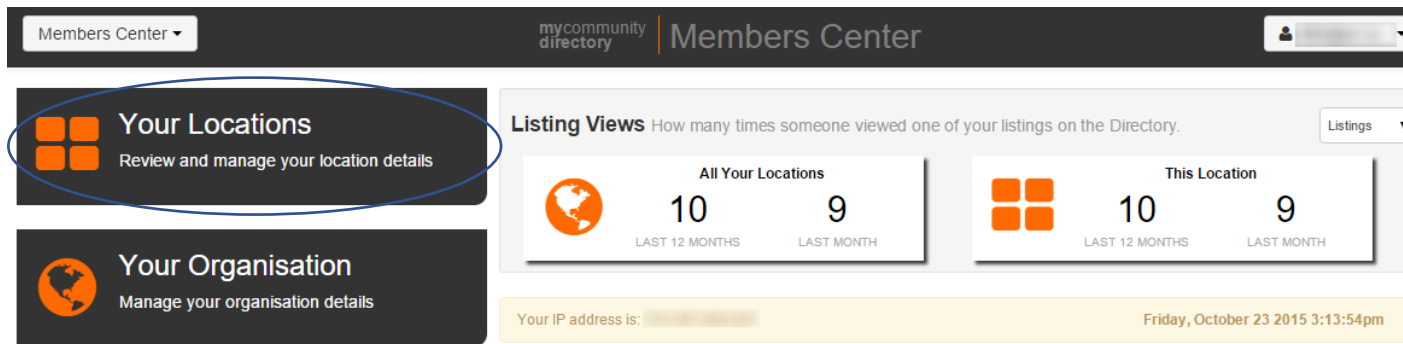 Members Center
mycommunity
directory
Members Center
Your Locations
Review and manage your location details
Your Organisation
Manage your organisation details
Listing Views How many times someone viewed one of your listings on the Directory.
Listings
All Your Locations
10 9
LAST 12 MONTHS LAST MONTH
This Location
10 9
LAST 12 MONTHS LAST MONTH
Your IP address is:
Friday, October 23 2015 3:13:54pm